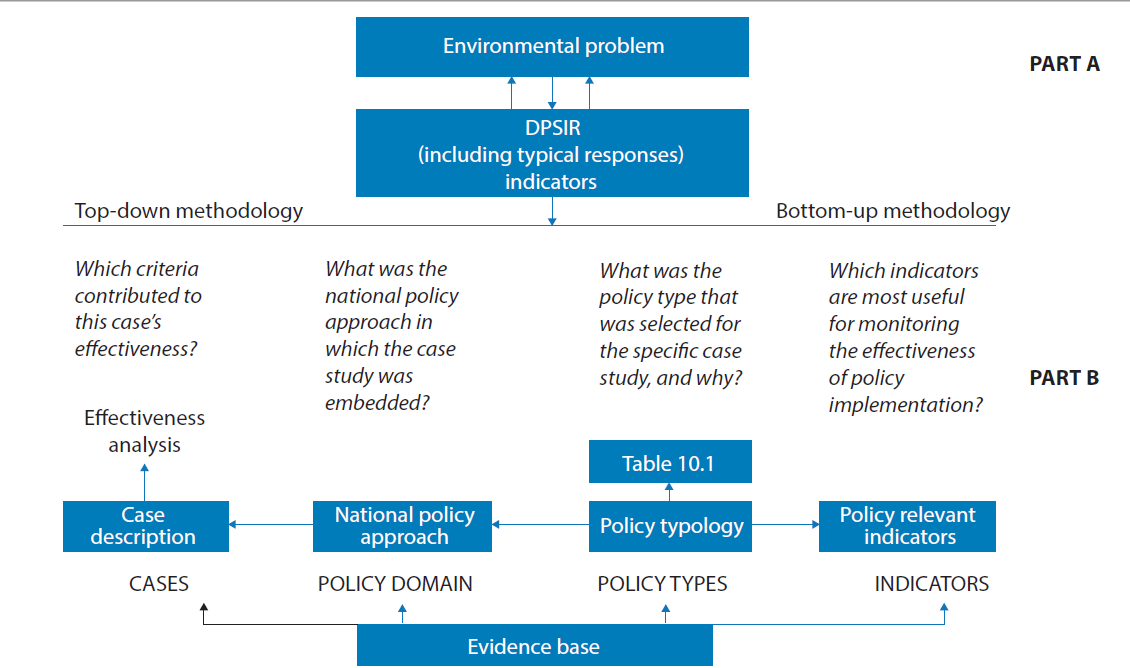 Environmental problem
PART A
DPSIR
(including typical responses)
indicators
Top-down methodology
Bottom-up methodology
Which criteria
contributed to
this case's
effectiveness?
What was the
national policy
approach in
which the case
study was
embedded?
What was the
policy type that
was selected for
the specific case
study, and why?
Which indicators
are most useful
for monitoring
the effectiveness
of policy
implementation?
PART B
Effectiveness
analysis
Table 10.1
Case
description
National policy
approach
Policy typology
Policy relevant
indicators
CASES
POLICY DOMAIN
POLICY TYPES
INDICATORS
Evidence base